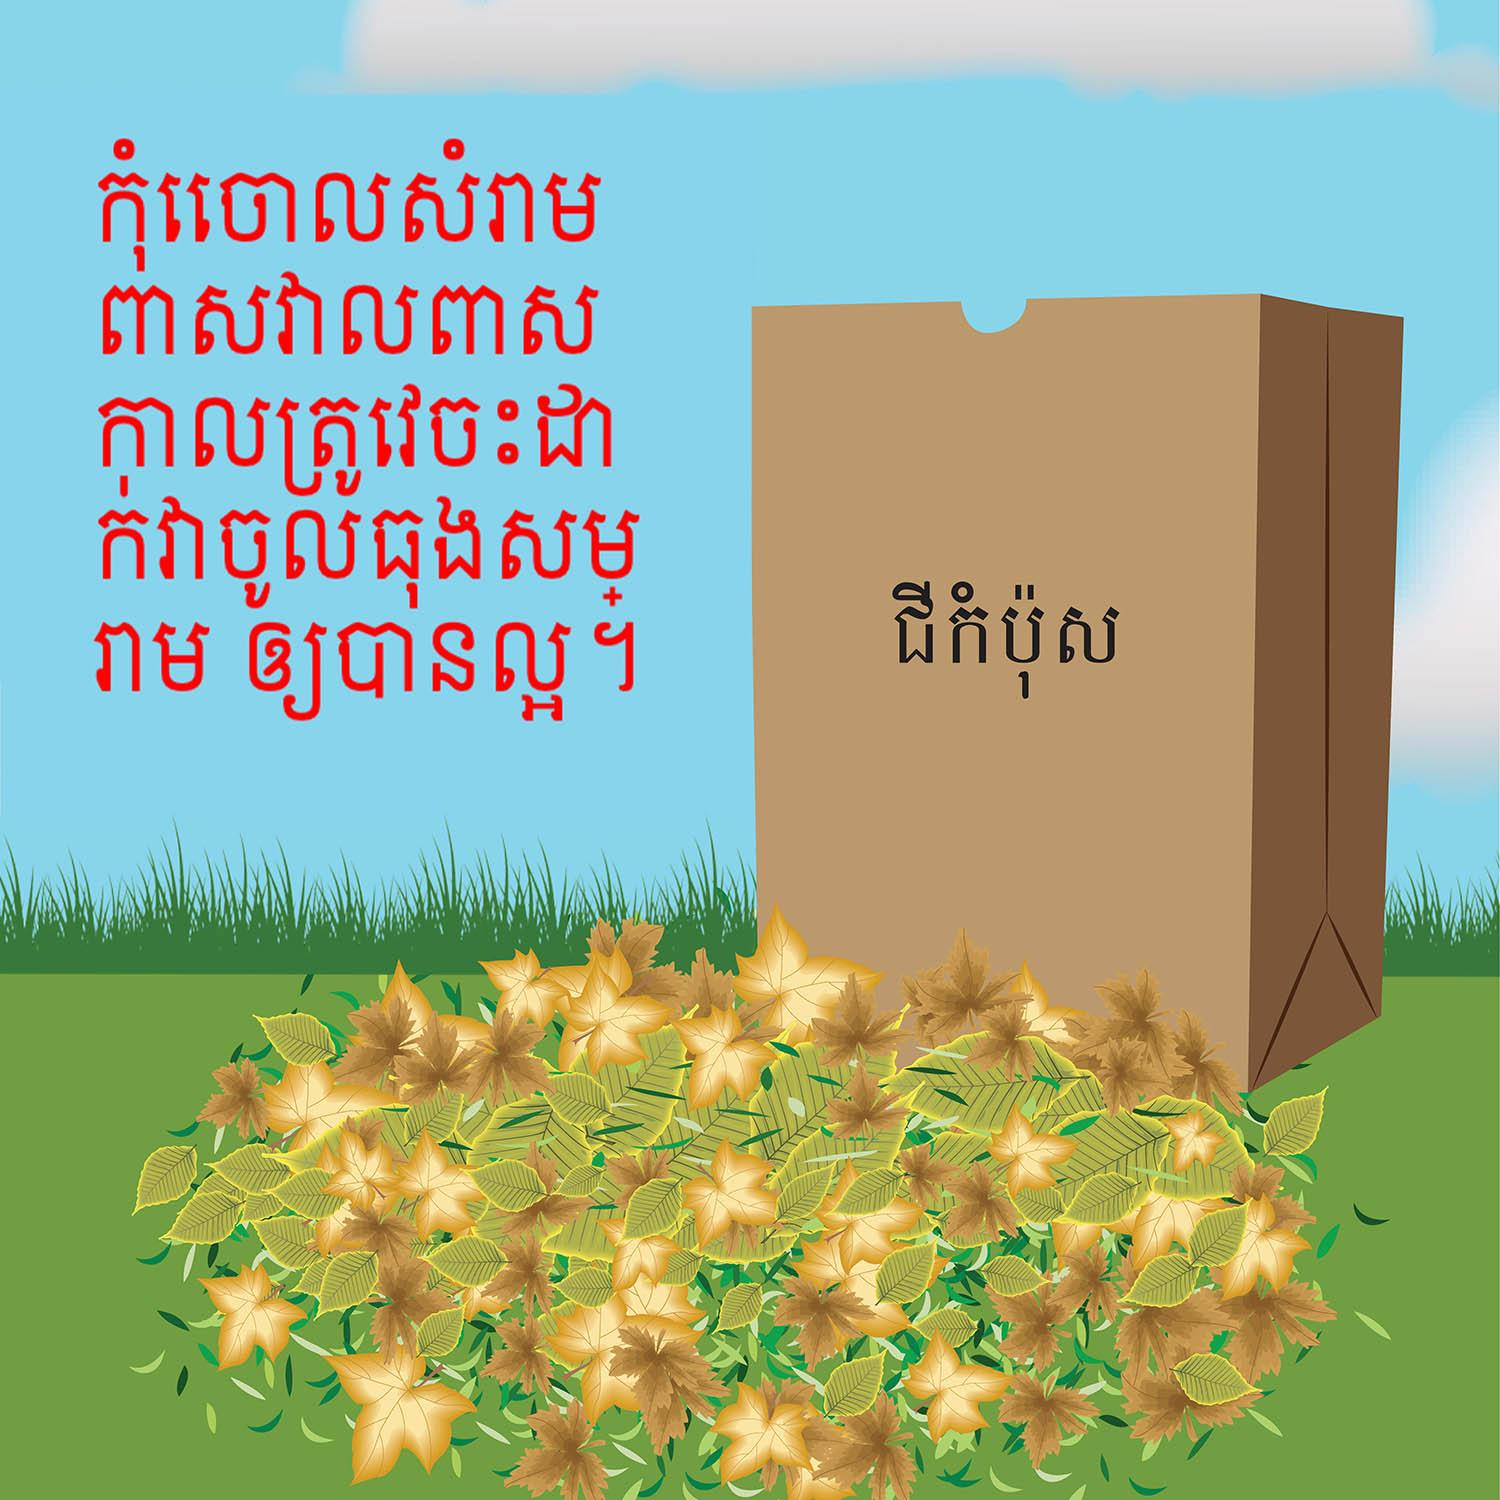 កុំចោលសំរាម
ពាសវាលពាស
កាលត្រូវេចះដា
ក់វាចូលធុងសម្
រាម ឲ្យបានល្អ។
ជីកំប៉ុស